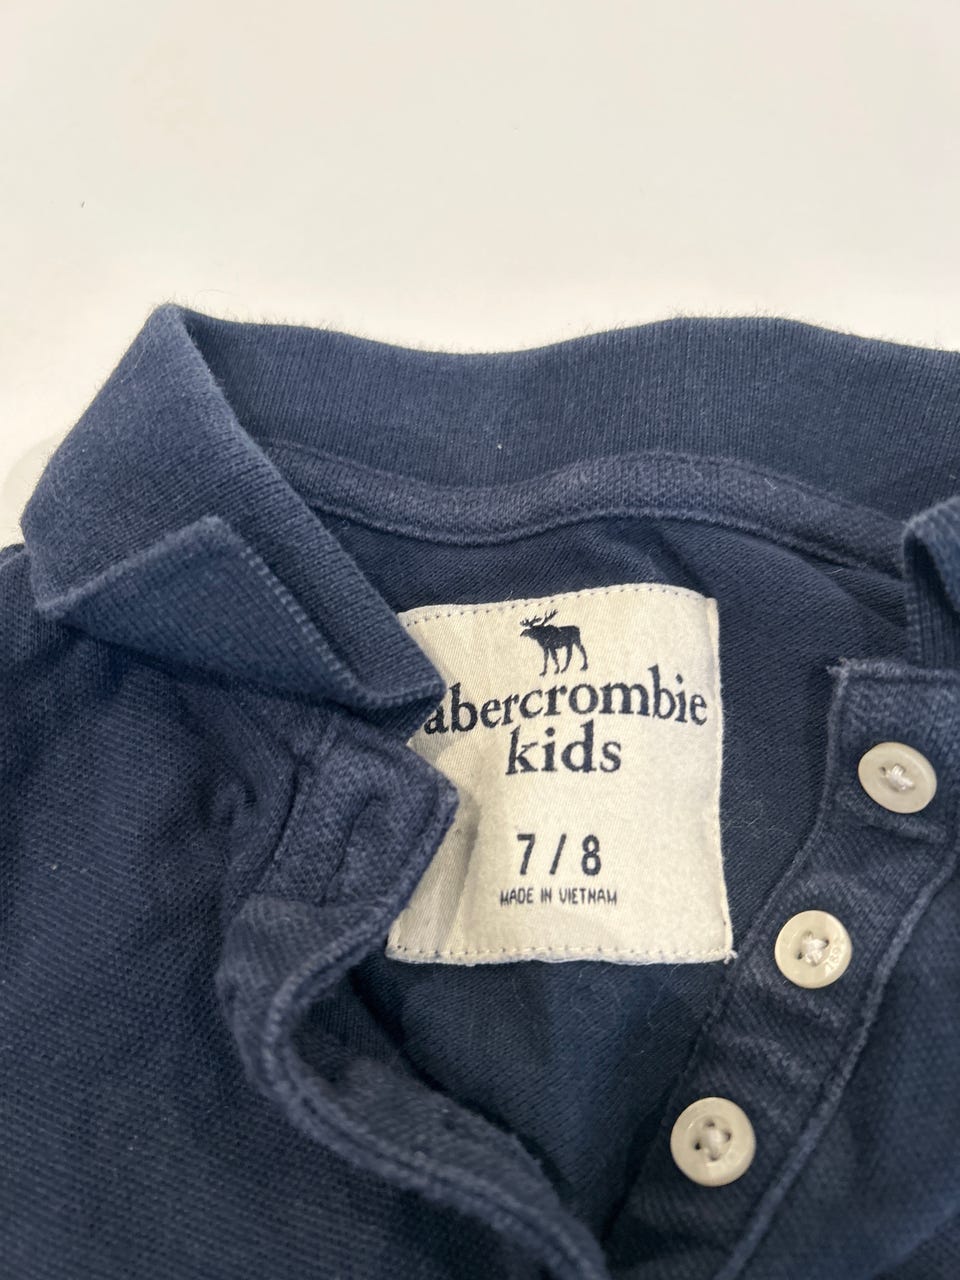 abercrombie
kids
7 / 8
MADE IN VIETNAM